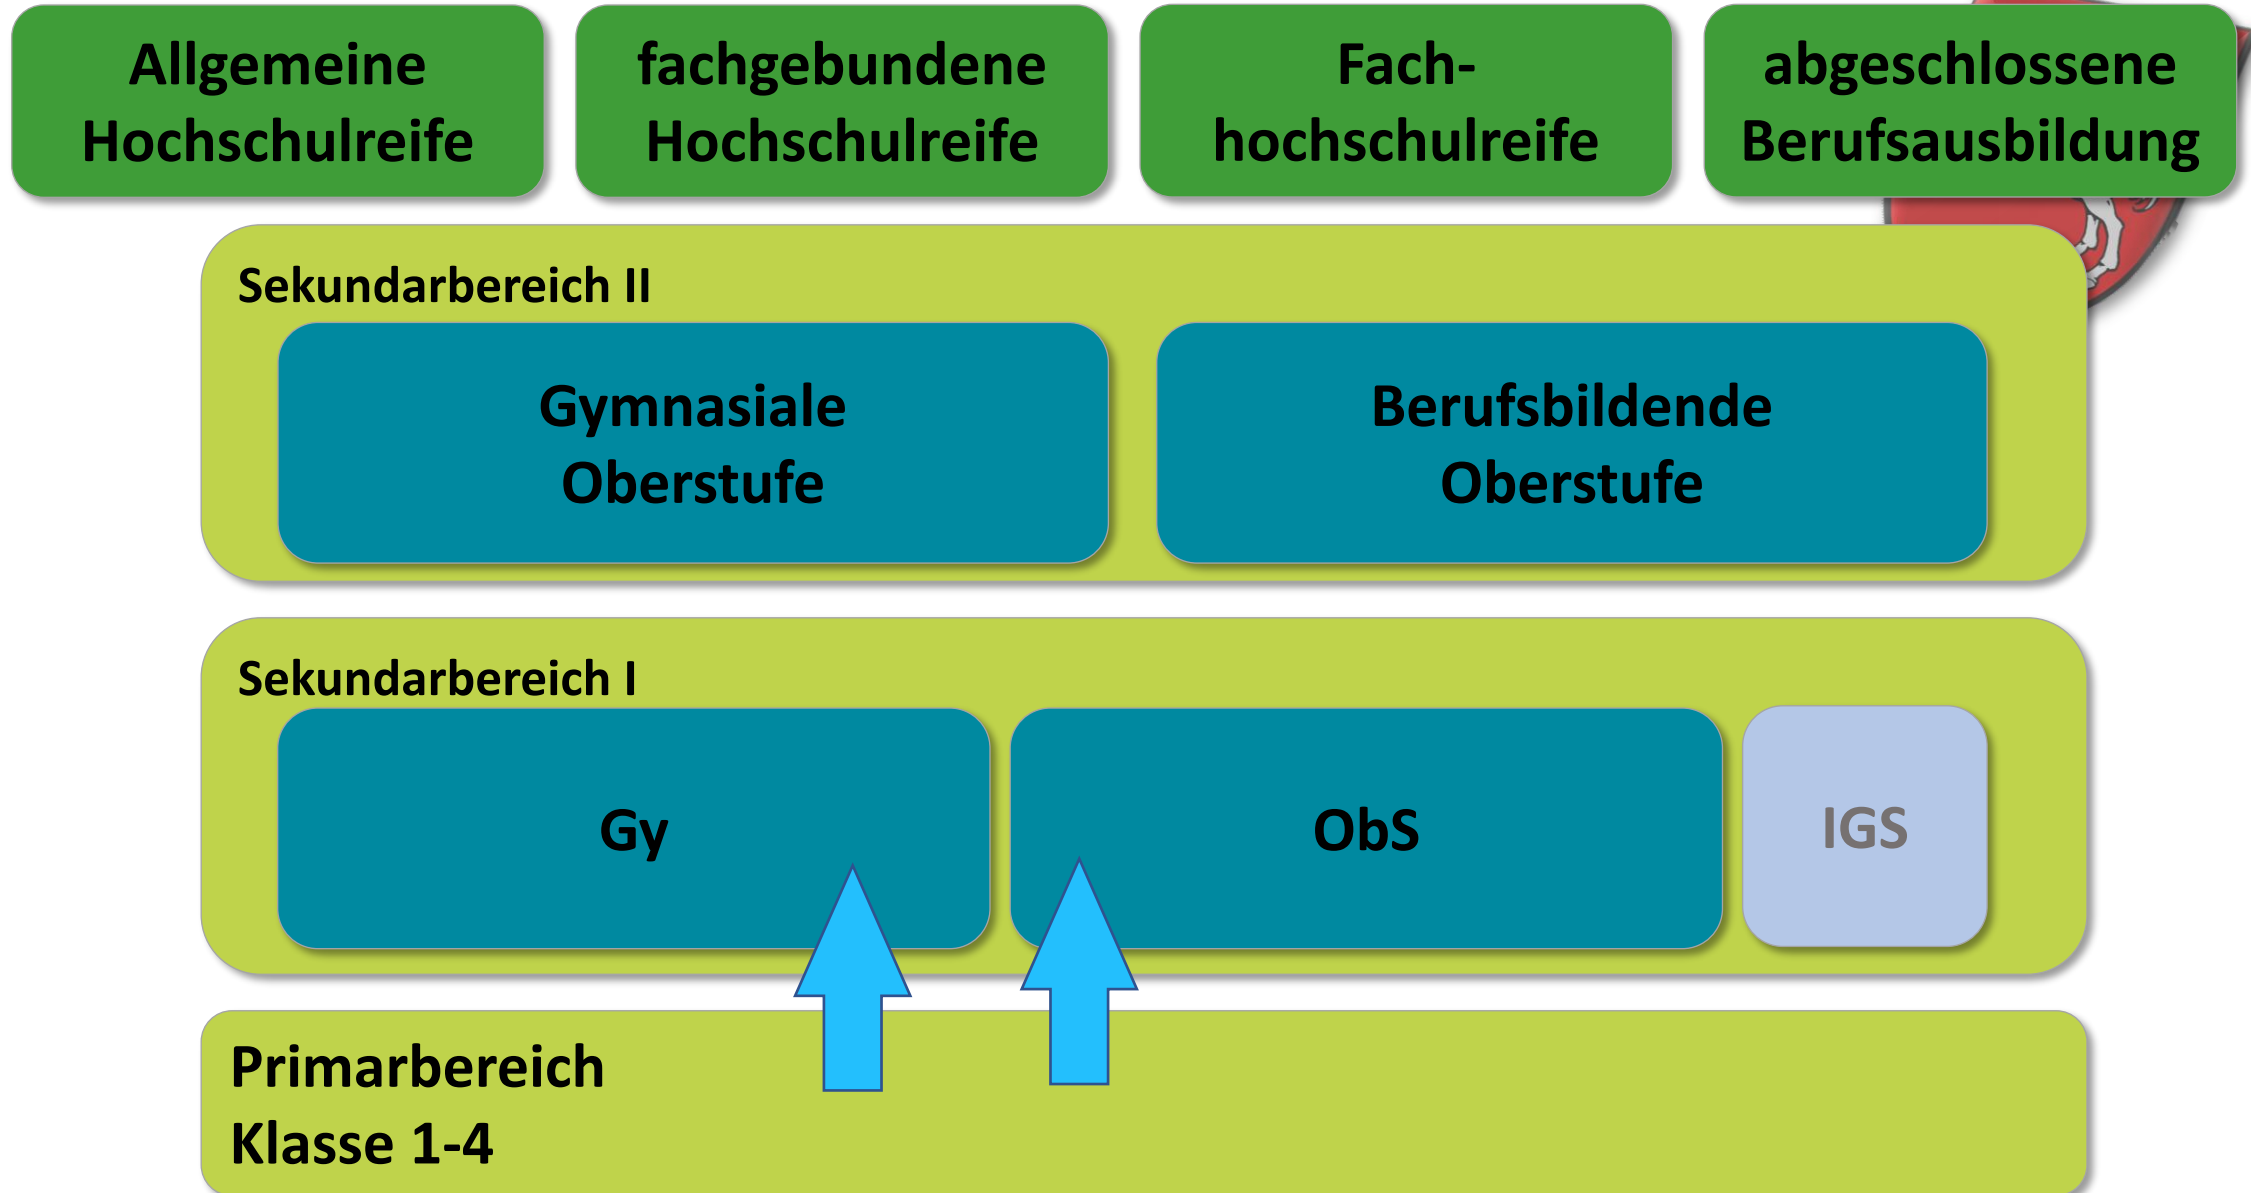 Allgemeine
Hochschulreife
fachgebundene
Hochschulreife
Fach-
hochschulreife
abgeschlossene
Berufsausbildung
Sekundarbereich II
Gymnasiale
Oberstufe
Berufsbildende
Oberstufe
Sekundarbereich I
Gy
ObS
IGS
Primarbereich
Klasse 1-4